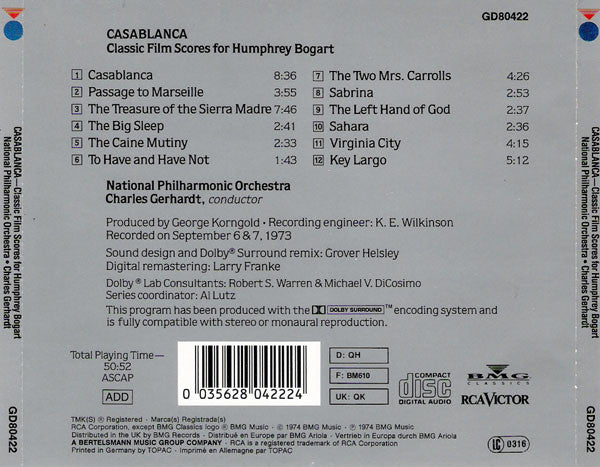 GD80422
CASABLANCA
Classic Film Scores for Humphrey Bogart
1 Casablanca 8:36
2 Passage to Marseille 3:55
3 The Treasure of the Sierra Madre 7:46
4 The Big Sleep 2:41
5 The Caine Mutiny 2:33
6 To Have and Have Not 1:43
7 The Two Mrs. Carrolls 4:26
8 Sabrina 2:53
9 The Left Hand of God 2:37
10 Sahara 2:36
11 Virginia City 4:15
12 Key Largo 5:12
National Philharmonic Orchestra
Charles Gerhardt, conductor
Produced by George Korngold • Recording engineer: K. E. Wilkinson
Recorded on September 6 & 7, 1973
Sound design and Dolby® Surround remix: Grover Helsley
Digital remastering: Larry Franke
Dolby® Lab Consultants: Robert S. Warren & Michael V. DiCosimo
Series coordinator: Al Lutz
This program has been produced with the DOLBY SURROUND™ encoding system and
is fully compatible with stereo or monaural reproduction.
Total Playing Time—
50:52
ASCAP
ADD
0 035628 042224
D: QH
F: BM610
UK: QK
COMPACT
disc
DIGITAL AUDIO
BMG
CLASSICS
RCA VICTOR
TMK(S) ® Registered • Marca(s) Registrada(s)
RCA Corporation, except BMG Classics logo ® BMG Music • ℗ 1974 BMG Music • © 1974 BMG Music
Distributed in the UK by BMG Records • Distribué en Europe par BMG Ariola • Vertrieb in Europa durch BMG Ariola
A BERTELSMANN MUSIC GROUP COMPANY • RCA is a registered trademark of RCA Corporation
Printed in Germany by TOPAC • Imprimé en Allemagne par TOPAC
LC 0316
CASABLANCA—Classic Film Scores for Humphrey Bogart
National Philharmonic Orchestra • Charles Gerhardt
GD80422
CASABLANCA—Classic Film Scores for Humphrey Bogart
National Philharmonic Orchestra • Charles Gerhardt
GD80422